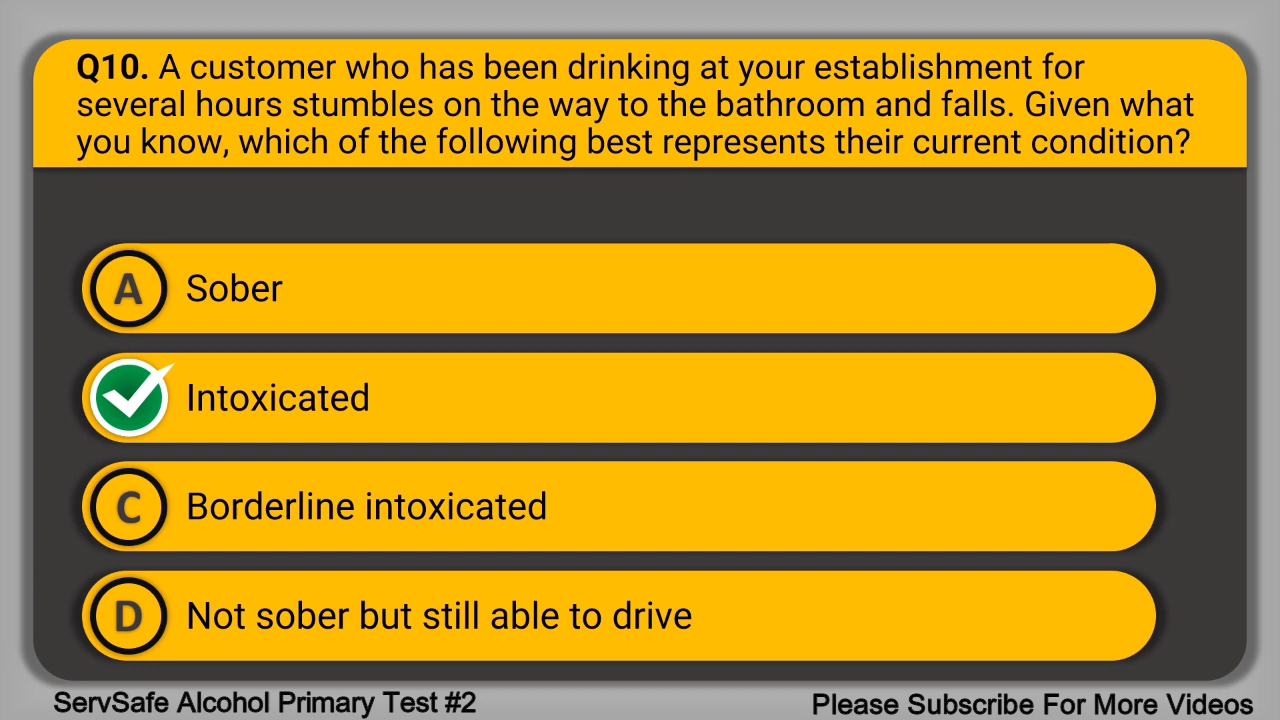 Q10. A customer who has been drinking at your establishment for
several hours stumbles on the way to the bathroom and falls. Given what
you know, which of the following best represents their current condition?
A Sober
Intoxicated
C Borderline intoxicated
D Not sober but still able to drive
ServSafe Alcohol Primary Test #2
Please Subscribe For More Videos